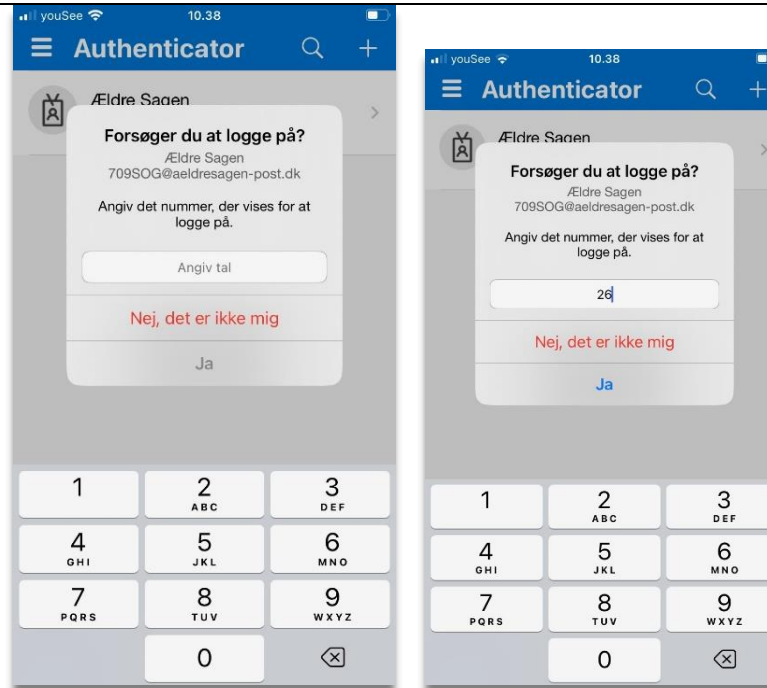 youSee 10.38
Authenticator
Ældre Sagen
Forsøger du at logge på?
Ældre Sagen
709SOG@aeldresagen-post.dk
Angiv det nummer, der vises for at
logge på.
Angiv tal
Nej, det er ikke mig
Ja
1
2
ABC
3
DEF
4
GHI
5
JKL
6
MNO
7
PQRS
8
TUV
9
WXYZ
0
youSee 10.38
Authenticator
Ældre Sagen
Forsøger du at logge på?
Ældre Sagen
709SOG@aeldresagen-post.dk
Angiv det nummer, der vises for at
logge på.
26
Nej, det er ikke mig
Ja
1
2
ABC
3
DEF
4
GHI
5
JKL
6
MNO
7
PQRS
8
TUV
9
WXYZ
0